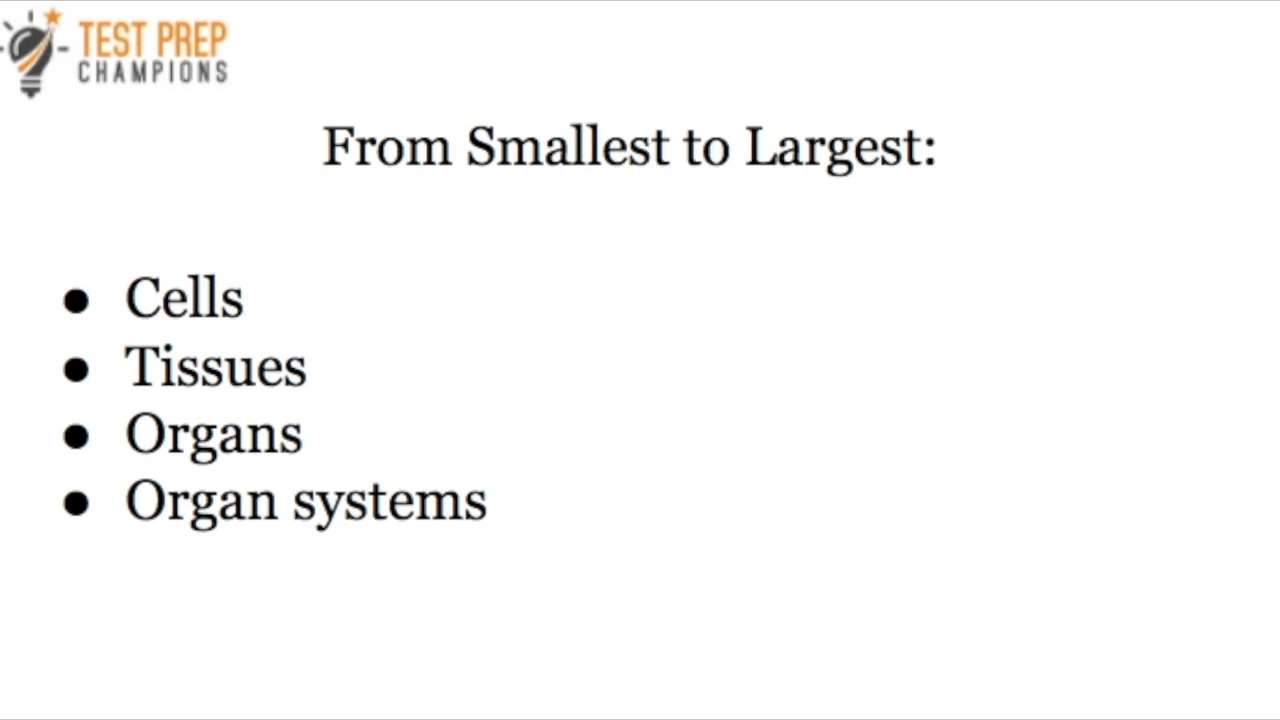 TEST PREP
CHAMPIONS
From Smallest to Largest:
● Cells
● Tissues
● Organs
● Organ systems